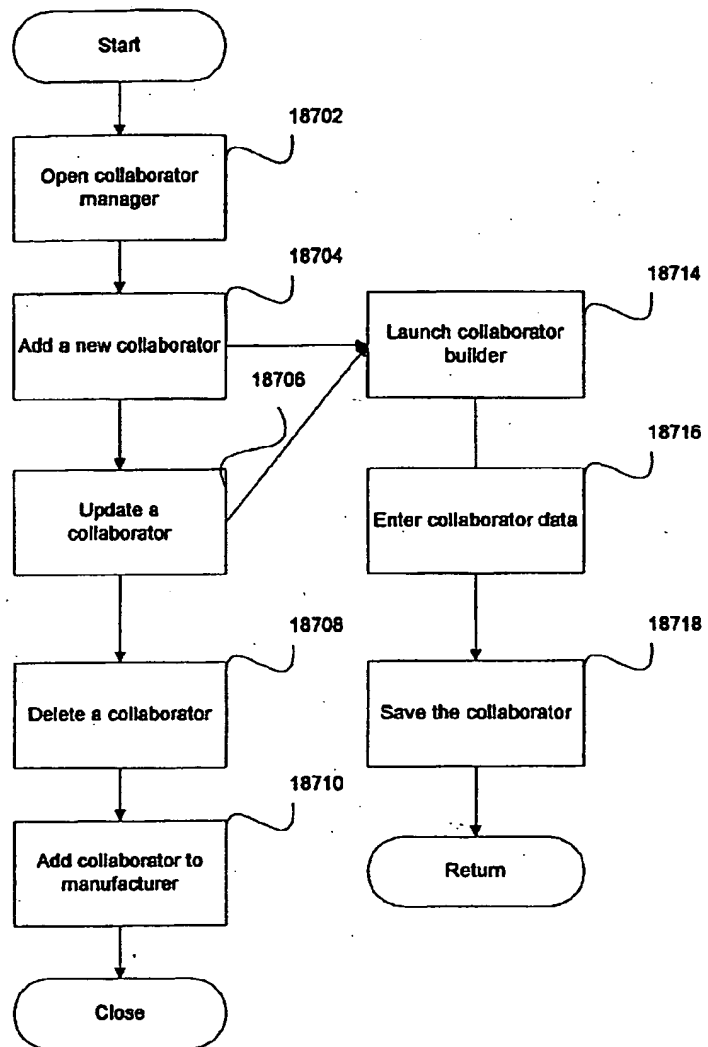 Start
18702
Open collaborator
manager
18704
Add a new collaborator
18714
Launch collaborator
builder
18706
Update a
collaborator
18716
Enter collaborator data
18708
Delete a collaborator
18718
Save the collaborator
18710
Add collaborator to
manufacturer
Return
Close